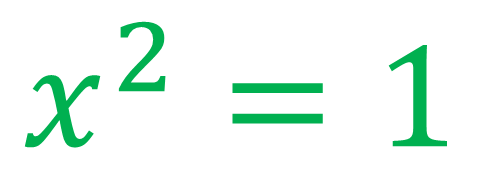 x² = 1